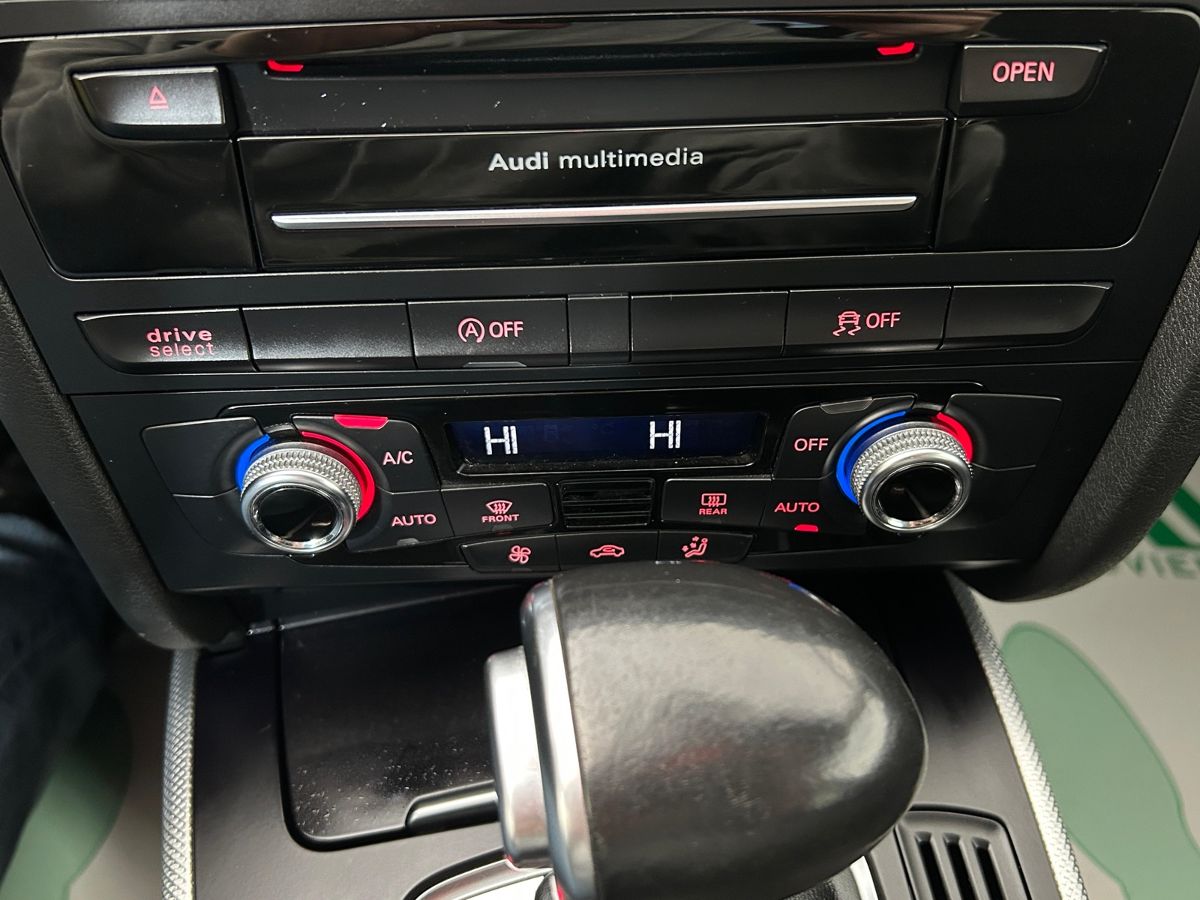 OPEN
Audi multimedia
drive
select
A OFF
OFF
HI
HI
A/C
OFF
AUTO
FRONT
REAR
AUTO